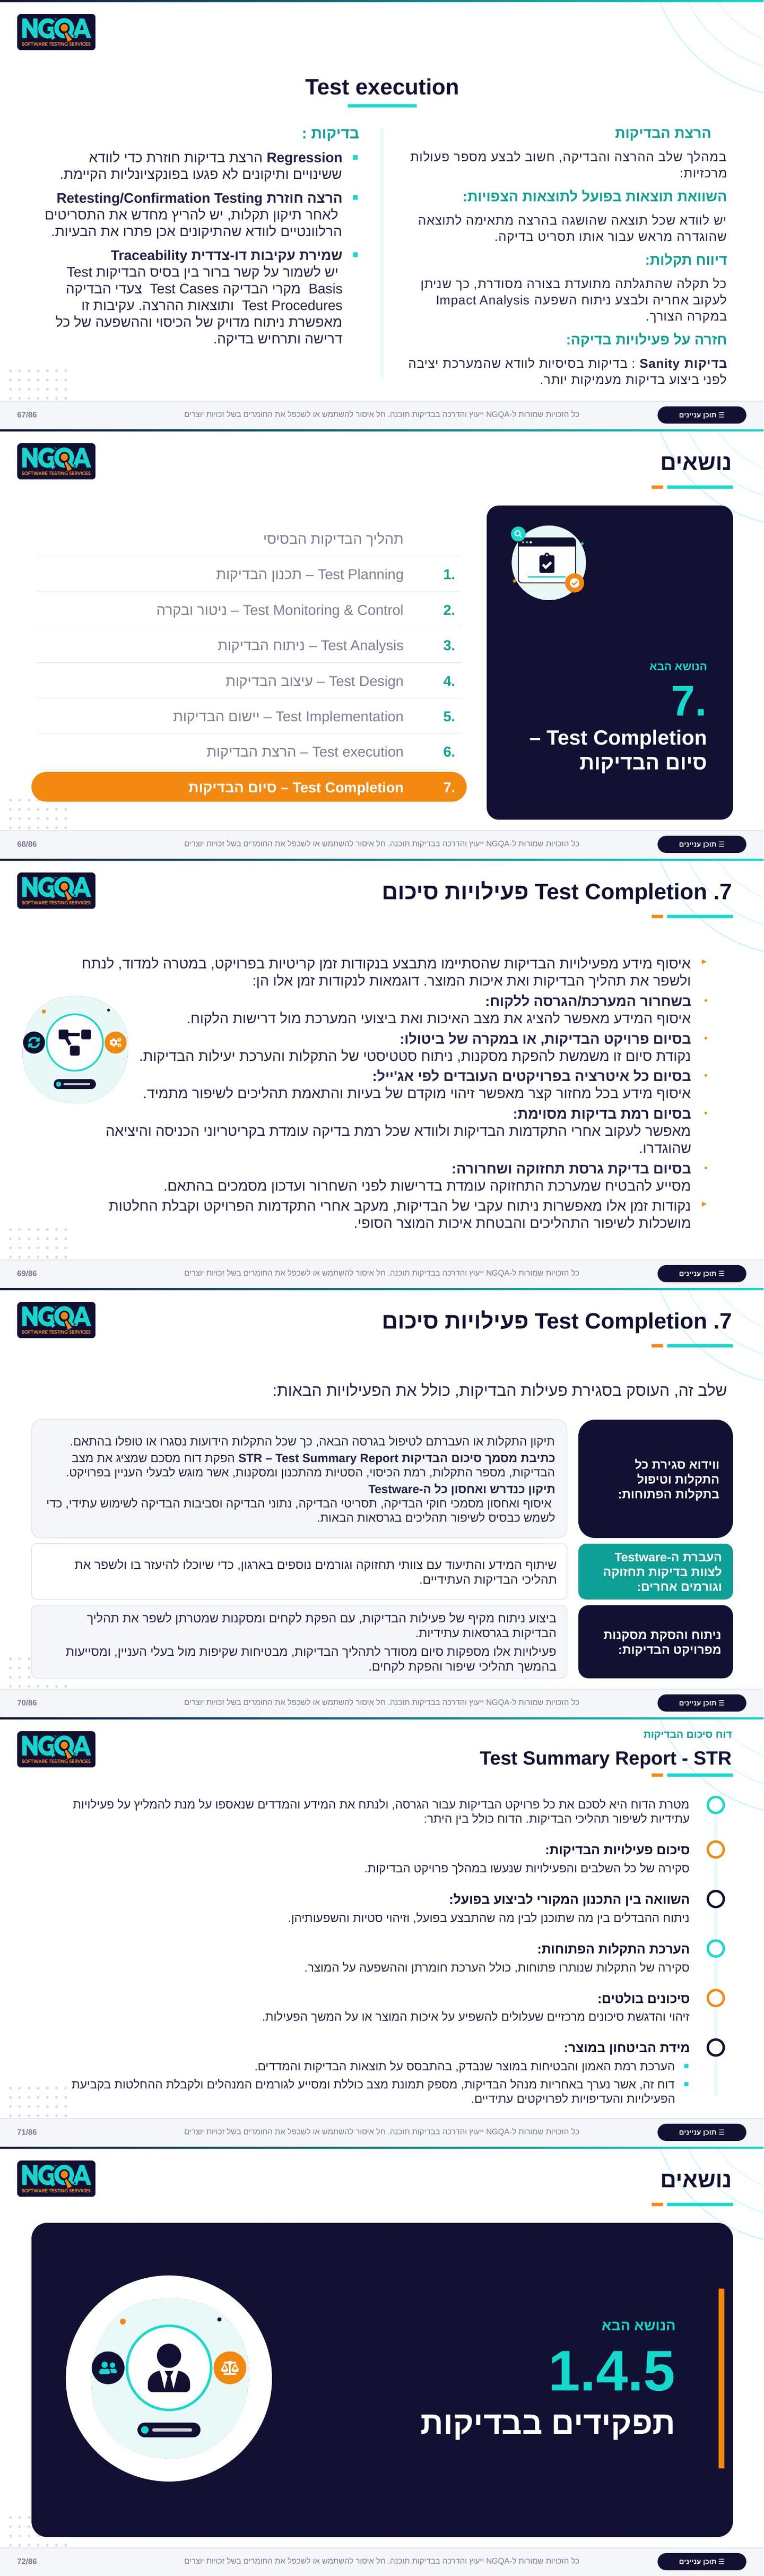 NGQA
SOFTWARE TESTING SERVICES
Test execution
הרצת הבדיקות
במהלך שלב ההרצה והבדיקה, חשוב לבצע מספר פעולות
מרכזיות:
השוואת תוצאות בפועל לתוצאות הצפויות:
יש לוודא שכל תוצאה שהושגה בהרצה מתאימה לתוצאה
שהוגדרה מראש עבור אותו תסריט בדיקה.
דיווח תקלות:
כל תקלה שהתגלתה מתועדת בצורה מסודרת, כך שניתן
לעקוב אחריה ולבצע ניתוח השפעה Impact Analysis
במקרה הצורך.
חזרה על פעילויות בדיקה:
בדיקות Sanity : בדיקות בסיסיות לוודא שהמערכת יציבה
לפני ביצוע בדיקות מעמיקות יותר.
בדיקות :
▪ Regression הרצת בדיקות חוזרת כדי לוודא
ששינויים ותיקונים לא פגעו בפונקציונליות הקיימת.
▪ הרצה חוזרת Retesting/Confirmation Testing
לאחר תיקון תקלות, יש להריץ מחדש את התסריטים
הרלוונטיים לוודא שהתיקונים אכן פתרו את הבעיות.
▪ שמירת עקיבות דו-צדדית Traceability
יש לשמור על קשר ברור בין בסיס הבדיקות Test
Basis מקרי הבדיקה Test Cases צעדי הבדיקה
Test Procedures ותוצאות ההרצה. עקיבות זו
מאפשרת ניתוח מדויק של הכיסוי וההשפעה של כל
דרישה ותרחיש בדיקה.
☰ תוכן עניינים
כל הזכויות שמורות ל-NGQA ייעוץ והדרכה בבדיקות תוכנה. חל איסור להשתמש או לשכפל את החומרים בשל זכויות יוצרים
67/86
NGQA
SOFTWARE TESTING SERVICES
נושאים
הנושא הבא
7.
Test Completion –
סיום הבדיקות
תהליך הבדיקות הבסיסי
1. Test Planning – תכנון הבדיקות
2. Test Monitoring & Control – ניטור ובקרה
3. Test Analysis – ניתוח הבדיקות
4. Test Design – עיצוב הבדיקות
5. Test Implementation – יישום הבדיקות
6. Test execution – הרצת הבדיקות
7. Test Completion – סיום הבדיקות
☰ תוכן עניינים
כל הזכויות שמורות ל-NGQA ייעוץ והדרכה בבדיקות תוכנה. חל איסור להשתמש או לשכפל את החומרים בשל זכויות יוצרים
68/86
NGQA
SOFTWARE TESTING SERVICES
7. Test Completion פעילויות סיכום
איסוף מידע מפעילויות הבדיקות שהסתיימו מתבצע בנקודות זמן קריטיות בפרויקט, במטרה למדוד, לנתח
ולשפר את תהליך הבדיקות ואת איכות המוצר. דוגמאות לנקודות זמן אלו הן:
• בשחרור המערכת/הגרסה ללקוח:
איסוף המידע מאפשר להציג את מצב האיכות ואת ביצועי המערכת מול דרישות הלקוח.
• בסיום פרויקט הבדיקות, או במקרה של ביטולו:
נקודת סיום זו משמשת להפקת מסקנות, ניתוח סטטיסטי של התקלות והערכת יעילות הבדיקות.
• בסיום כל איטרציה בפרויקטים העובדים לפי אג'ייל:
איסוף מידע בכל מחזור קצר מאפשר זיהוי מוקדם של בעיות והתאמת תהליכים לשיפור מתמיד.
• בסיום רמת בדיקות מסוימת:
מאפשר לעקוב אחרי התקדמות הבדיקות ולוודא שכל רמת בדיקה עומדת בקריטריוני הכניסה והיציאה
שהוגדרו.
• בסיום בדיקת גרסת תחזוקה ושחרורה:
מסייע להבטיח שמערכת התחזוקה עומדת בדרישות לפני השחרור ועדכון מסמכים בהתאם.
נקודות זמן אלו מאפשרות ניתוח עקבי של הבדיקות, מעקב אחרי התקדמות הפרויקט וקבלת החלטות
מושכלות לשיפור התהליכים והבטחת איכות המוצר הסופי.
☰ תוכן עניינים
כל הזכויות שמורות ל-NGQA ייעוץ והדרכה בבדיקות תוכנה. חל איסור להשתמש או לשכפל את החומרים בשל זכויות יוצרים
69/86
NGQA
SOFTWARE TESTING SERVICES
7. Test Completion פעילויות סיכום
שלב זה, העוסק בסגירת פעילות הבדיקות, כולל את הפעילויות הבאות:
ווידוא סגירת כל
התקלות וטיפול
בתקלות הפתוחות:
תיקון התקלות או העברתם לטיפול בגרסה הבאה, כך שכל התקלות הידועות נסגרו או טופלו בהתאם.
כתיבת מסמך סיכום הבדיקות STR – Test Summary Report הפקת דוח מסכם שמציג את מצב
הבדיקות, מספר התקלות, רמת הכיסוי, הסטיות מהתכנון ומסקנות, אשר מוגש לבעלי העניין בפרויקט.
תיקון כנדרש ואחסון כל ה-Testware
איסוף ואחסון מסמכי חוקי הבדיקה, תסריטי הבדיקה, נתוני הבדיקה וסביבות הבדיקה לשימוש עתידי, כדי
לשמש כבסיס לשיפור תהליכים בגרסאות הבאות.
העברת ה-Testware
לצוות בדיקות תחזוקה
וגורמים אחרים:
שיתוף המידע והתיעוד עם צוותי תחזוקה וגורמים נוספים בארגון, כדי שיוכלו להיעזר בו ולשפר את
תהליכי הבדיקות העתידיים.
ניתוח והסקת מסקנות
מפרויקט הבדיקות:
ביצוע ניתוח מקיף של פעילות הבדיקות, עם הפקת לקחים ומסקנות שמטרתן לשפר את תהליך
הבדיקות בגרסאות עתידיות.
פעילויות אלו מספקות סיום מסודר לתהליך הבדיקות, מבטיחות שקיפות מול בעלי העניין, ומסייעות
בהמשך תהליכי שיפור והפקת לקחים.
☰ תוכן עניינים
כל הזכויות שמורות ל-NGQA ייעוץ והדרכה בבדיקות תוכנה. חל איסור להשתמש או לשכפל את החומרים בשל זכויות יוצרים
70/86
NGQA
SOFTWARE TESTING SERVICES
דוח סיכום הבדיקות
Test Summary Report - STR
מטרת הדוח היא לסכם את כל פרויקט הבדיקות עבור הגרסה, ולנתח את המידע והמדדים שנאספו על מנת להמליץ על פעילויות
עתידיות לשיפור תהליכי הבדיקות. הדוח כולל בין היתר:
סיכום פעילויות הבדיקות:
סקירה של כל השלבים והפעילויות שנעשו במהלך פרויקט הבדיקות.
השוואה בין התכנון המקורי לביצוע בפועל:
ניתוח ההבדלים בין מה שתוכנן לבין מה שהתבצע בפועל, וזיהוי סטיות והשפעותיהן.
הערכת התקלות הפתוחות:
סקירה של התקלות שנותרו פתוחות, כולל הערכת חומרתן וההשפעה על המוצר.
סיכונים בולטים:
זיהוי והדגשת סיכונים מרכזיים שעלולים להשפיע על איכות המוצר או על המשך הפעילות.
מידת הביטחון במוצר:
▪ הערכת רמת האמון והבטיחות במוצר שנבדק, בהתבסס על תוצאות הבדיקות והמדדים.
▪ דוח זה, אשר נערך באחריות מנהל הבדיקות, מספק תמונת מצב כוללת ומסייע לגורמים המנהלים ולקבלת ההחלטות בקביעת
הפעילויות והעדיפויות לפרויקטים עתידיים.
☰ תוכן עניינים
כל הזכויות שמורות ל-NGQA ייעוץ והדרכה בבדיקות תוכנה. חל איסור להשתמש או לשכפל את החומרים בשל זכויות יוצרים
71/86
NGQA
SOFTWARE TESTING SERVICES
נושאים
הנושא הבא
1.4.5
תפקידים בבדיקות
☰ תוכן עניינים
כל הזכויות שמורות ל-NGQA ייעוץ והדרכה בבדיקות תוכנה. חל איסור להשתמש או לשכפל את החומרים בשל זכויות יוצרים
72/86